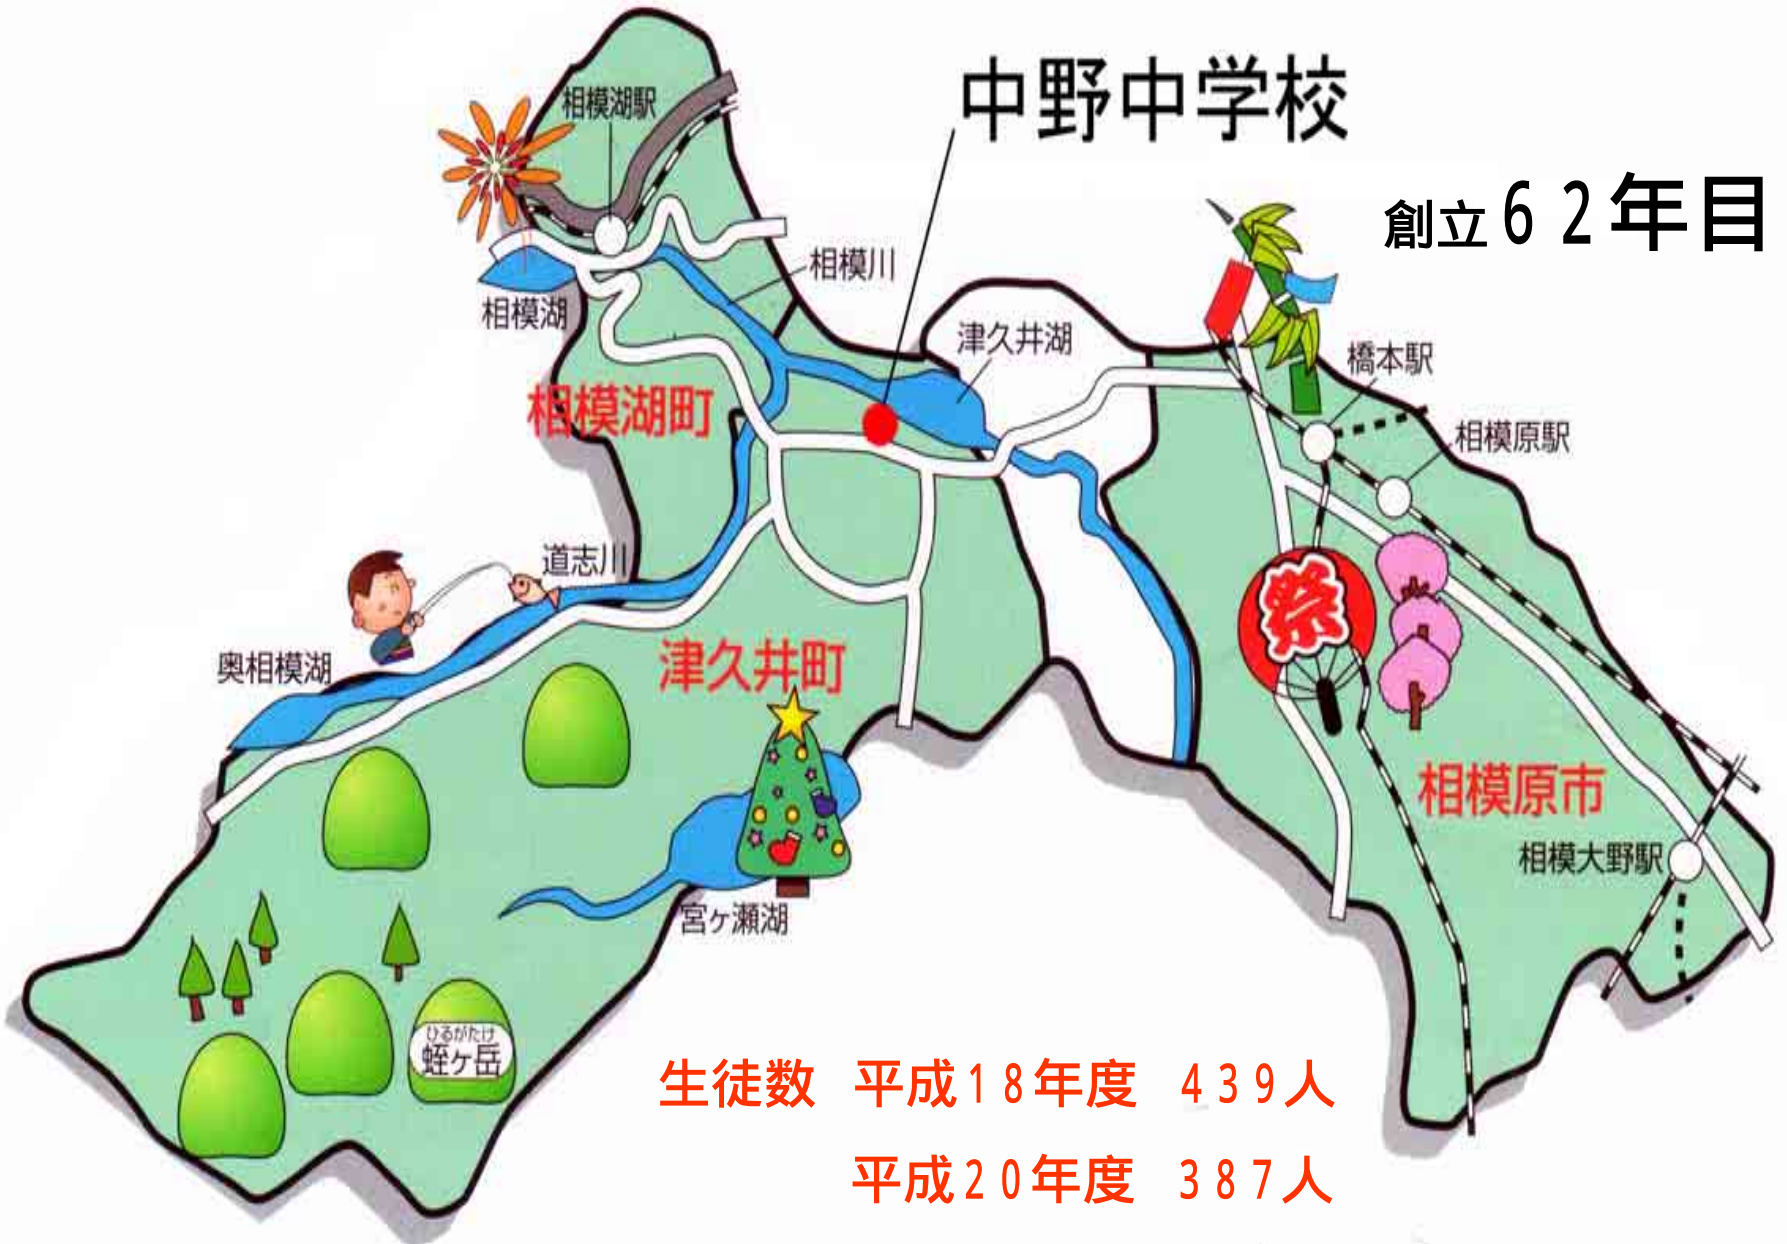 中野中学校
創立６２年目
相模湖駅
相模川
相模湖
津久井湖
橋本駅
相模原駅
相模湖町
道志川
奥相模湖
津久井町
祭
相模原市
相模大野駅
宮ヶ瀬湖
ひるがたけ
蛭ヶ岳
生徒数 平成18年度 439人
平成20年度 387人